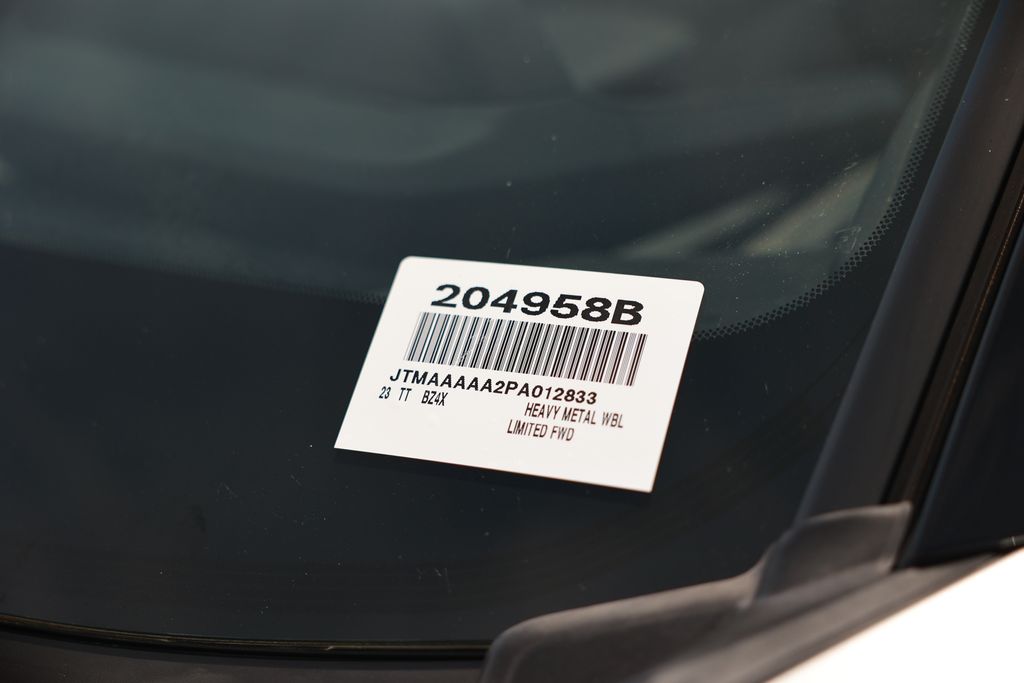 204958B
JTMAAAAA2PA012833
23 TT BZ4X
HEAVY METAL WBL
LIMITED FWD